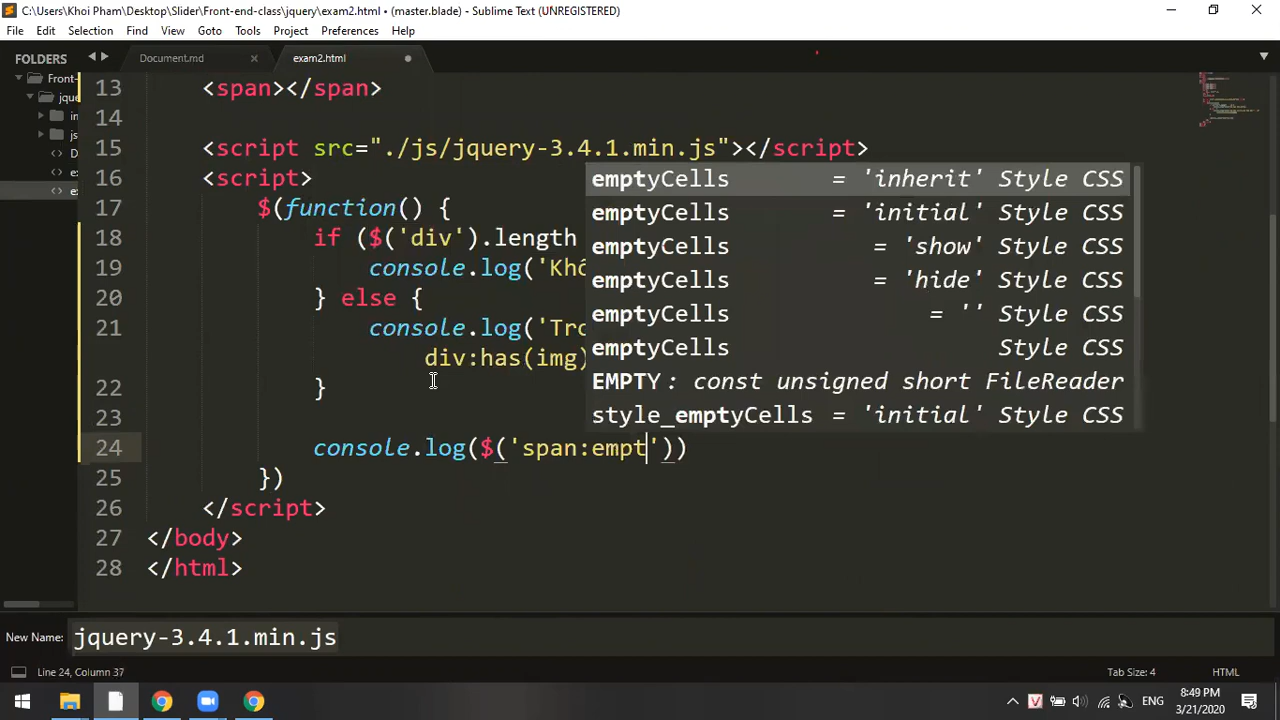 C:\Users\Khoi Pham\Desktop\Slider\Front-end-class\jquery\exam2.html • (master.blade) - Sublime Text (UNREGISTERED)
File Edit Selection Find View Goto Tools Project Preferences Help
FOLDERS
Front-
jque
in
js
D
e
e
Document.md
exam2.html
13 <span></span>
14
15 <script src="./js/jquery-3.4.1.min.js"></script>
16 <script>
17 $(function() {
18 if ($('div').length
19 console.log('Khô
20 } else {
21 console.log('Tro
div:has(img)
22 }
23
24 console.log($('span:empt'))
25 })
26 </script>
27 </body>
28 </html>
emptyCells = 'inherit' Style CSS
emptyCells = 'initial' Style CSS
emptyCells = 'show' Style CSS
emptyCells = 'hide' Style CSS
emptyCells = '' Style CSS
emptyCells Style CSS
EMPTY: const unsigned short FileReader
style_emptyCells = 'initial' Style CSS
New Name: jquery-3.4.1.min.js
Line 24, Column 37
Tab Size: 4
HTML
V
ENG
8:49 PM
3/21/2020